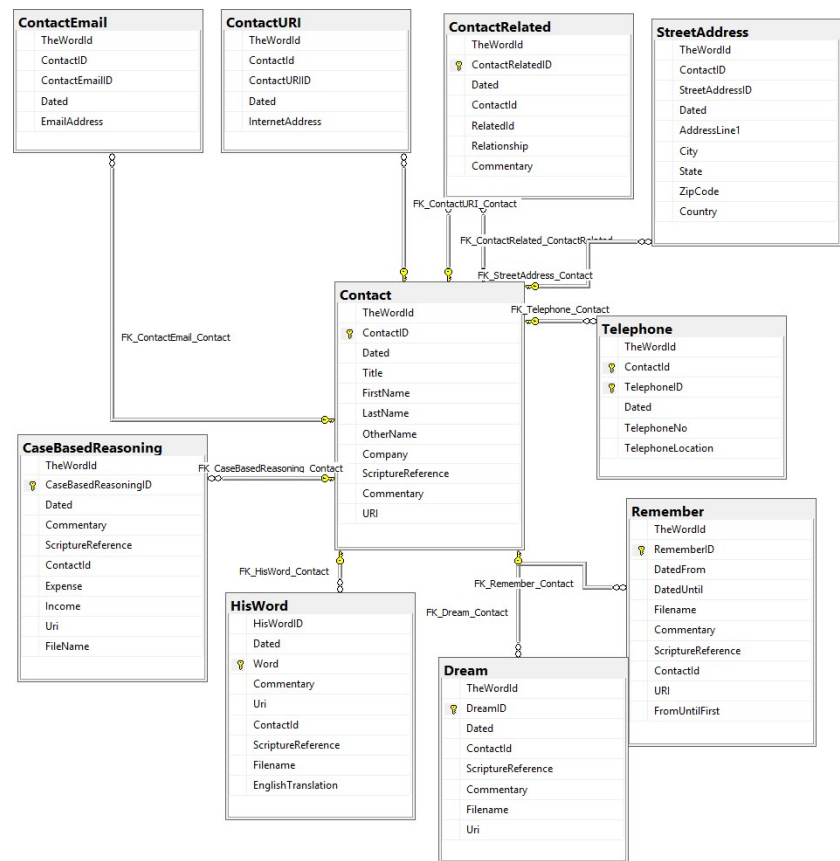 ContactEmail
TheWordId
ContactID
ContactEmailID
Dated
EmailAddress
ContactURI
TheWordId
ContactId
ContactURIID
Dated
InternetAddress
ContactRelated
TheWordId
ContactRelatedID
Dated
ContactId
RelatedId
Relationship
Commentary
StreetAddress
TheWordId
ContactID
StreetAddressID
Dated
AddressLine1
City
State
ZipCode
Country
FK_ContactURI_Contact
FK_ContactRelated_ContactRelated
FK_StreetAddress_Contact
FK_Telephone_Contact
FK_ContactEmail_Contact
Contact
TheWordId
ContactID
Dated
Title
FirstName
LastName
OtherName
Company
ScriptureReference
Commentary
URI
Telephone
TheWordId
ContactId
TelephoneID
Dated
TelephoneNo
TelephoneLocation
CaseBasedReasoning
TheWordId
CaseBasedReasoningID
Dated
Commentary
ScriptureReference
ContactId
Expense
Income
Uri
FileName
FK_CaseBasedReasoning_Contact
FK_HisWord_Contact
FK_Remember_Contact
FK_Dream_Contact
HisWord
HisWordID
Dated
Word
Commentary
Uri
ContactId
ScriptureReference
Filename
EnglishTranslation
Dream
TheWordId
DreamID
Dated
ContactId
ScriptureReference
Commentary
Filename
Uri
Remember
TheWordId
RememberID
DatedFrom
DatedUntil
Filename
Commentary
ScriptureReference
ContactId
URI
FromUntilFirst